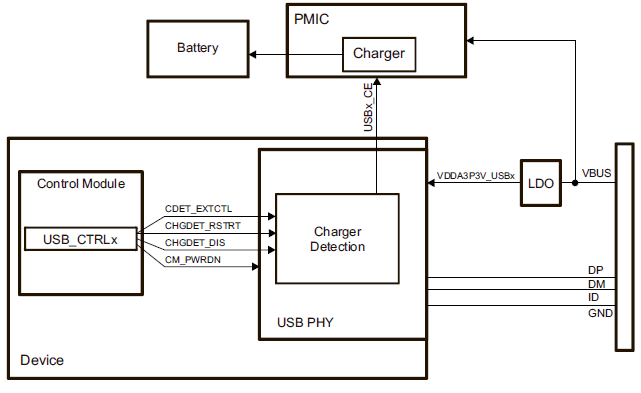 PMIC
Battery
Charger
USBx_CE
Control Module
VDDA3P3V_USBx
LDO
VBUS
CDET_EXTCTL
USB_CTRLx
CHGDET_RSTRT
CHGDET_DIS
CM_PWRDN
Charger
Detection
DP
DM
ID
GND
USB PHY
Device